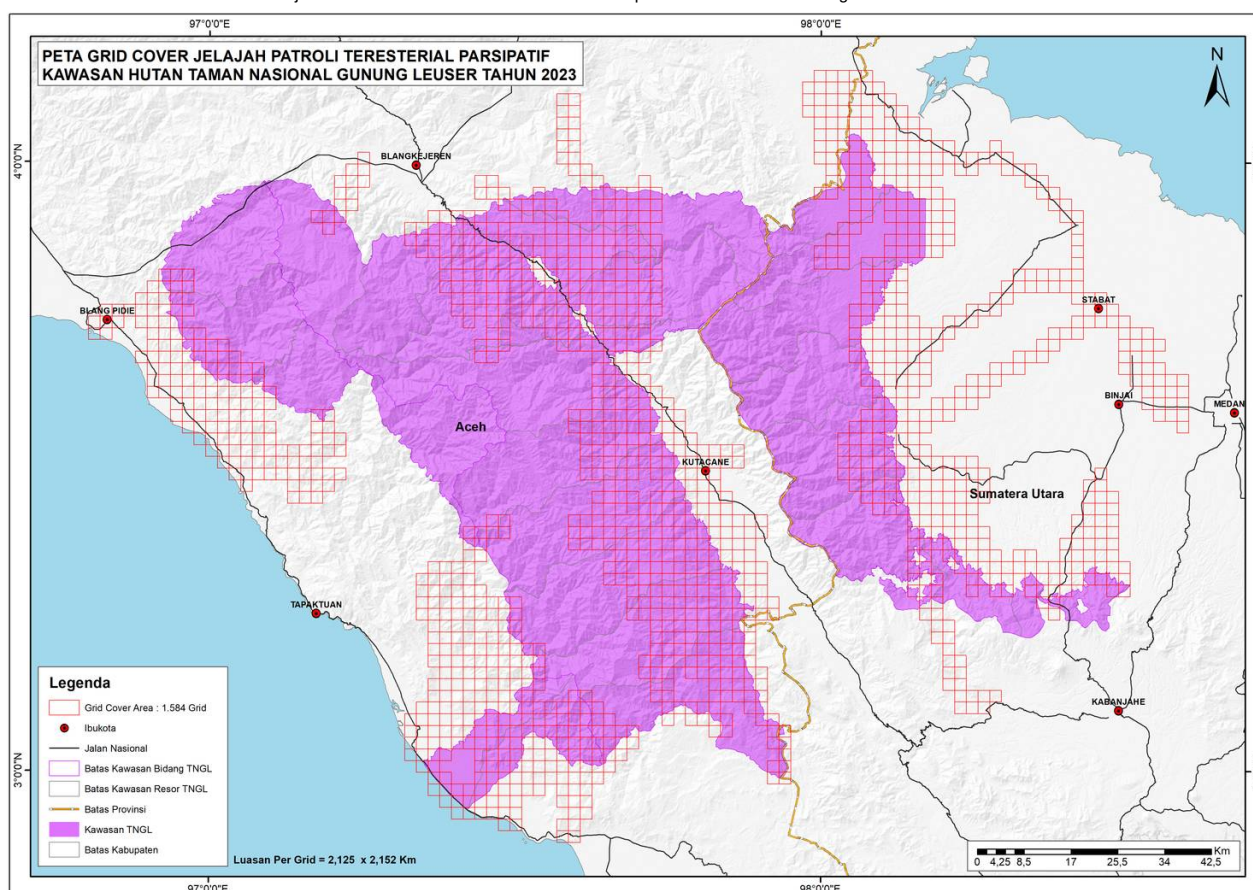 97°0'0"E
98°0'0"E
PETA GRID COVER JELAJAH PATROLI TERESTERIAL PARSIPATIF
KAWASAN HUTAN TAMAN NASIONAL GUNUNG LEUSER TAHUN 2023
N
4°0'0"N
BLANGKEJEREN
BLANG PIDIE
STABAT
BINJAI
MEDAN
Aceh
KUTACANE
Sumatera Utara
TAPAKTUAN
KABANJAHE
3°0'0"N
Legenda
Grid Cover Area : 1.584 Grid
Ibukota
Jalan Nasional
Batas Kawasan Bidang TNGL
Batas Kawasan Resor TNGL
Batas Provinsi
Kawasan TNGL
Batas Kabupaten
Luasan Per Grid = 2,125 x 2,152 Km
Km
0 4,25 8,5 17 25,5 34 42,5
97°0'0"E
98°0'0"E